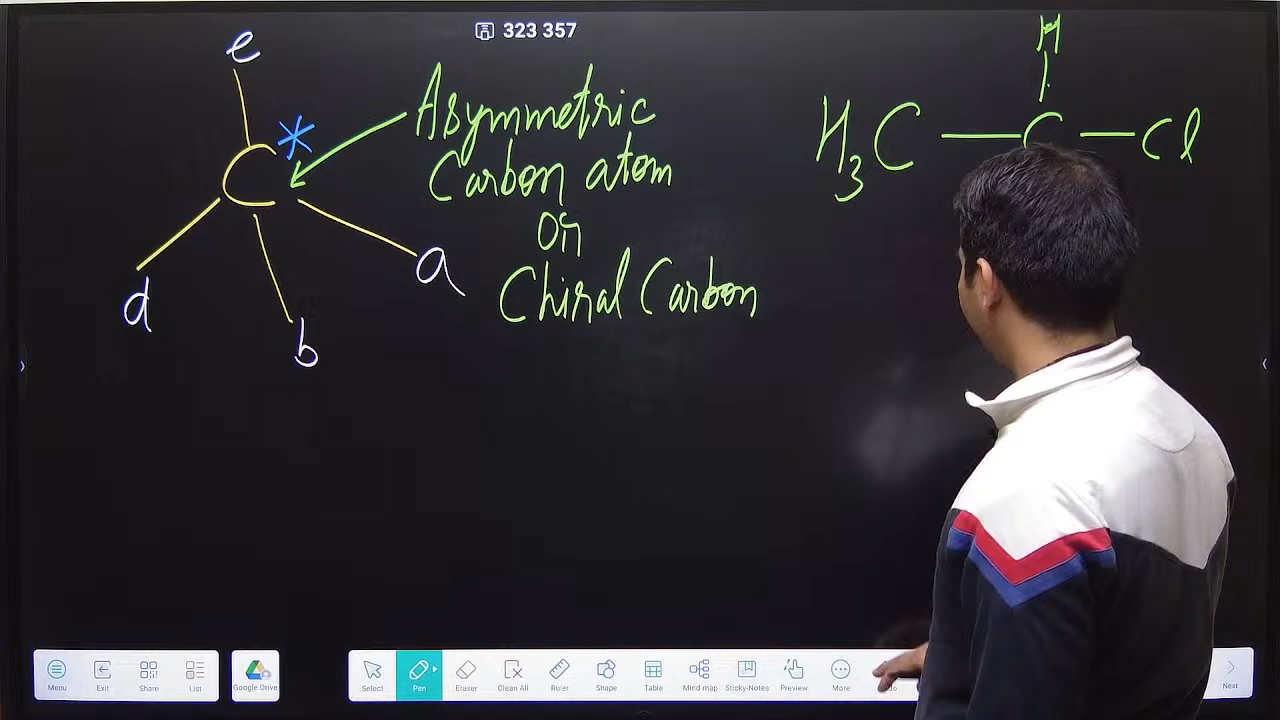 323 357
e
C*
d
b
a
Asymmetric
Carbon atom
or
Chiral Carbon
H
H3C — C — Cl
Menu
Exit
Share
List
Google Drive
Select
Pen
Eraser
Clean All
Ruler
Shape
Table
Mind map
Sticky-Notes
Preview
More
Next